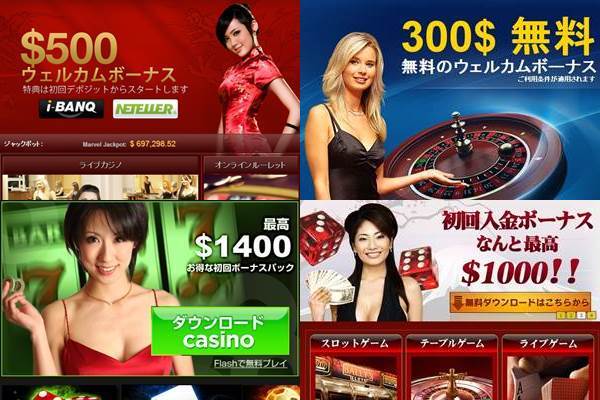 $500
ウェルカムボーナス
特典は初回デポジットからスタートします
i-BANQ NETELLER
ジャックポット: Marvel Jackpot: $ 697,298.52
ライブカジノ オンラインルーレット
300$ 無料
無料のウェルカムボーナス
ご利用条件が適用されます
BAR
最高
$1400
お得な初回ボーナスパック
ダウンロード
casino
Flashで無料プレイ
初回入金ボーナス
なんと最高
$1000!!
無料ダウンロードはこちらから
1 2 3 4
スロットゲーム テーブルゲーム ライブゲーム